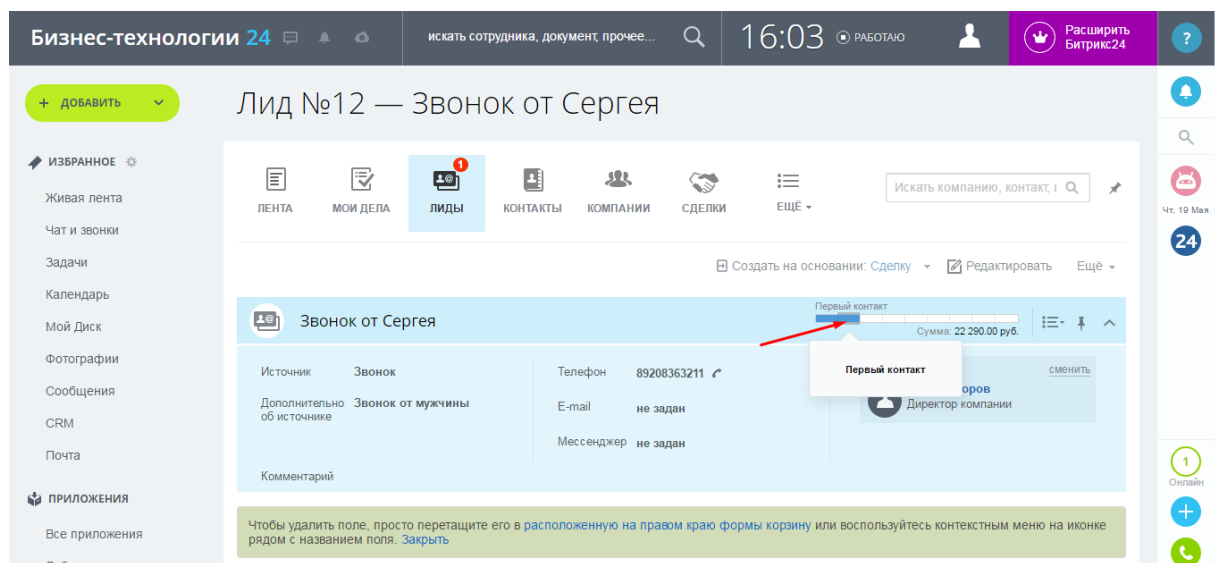 Бизнес-технологии 24
искать сотрудника, документ, прочее...
16:03
РАБОТАЮ
Расширить
Битрикс24
?
+ ДОБАВИТЬ
Лид №12 — Звонок от Сергея
ИЗБРАННОЕ
Живая лента
Чат и звонки
Задачи
Календарь
Мой Диск
Фотографии
Сообщения
CRM
Почта
ПРИЛОЖЕНИЯ
Все приложения
1
ЛЕНТА
МОИ ДЕЛА
ЛИДЫ
КОНТАКТЫ
КОМПАНИИ
СДЕЛКИ
ЕЩЁ
Искать компанию, контакт,
Создать на основании: Сделку
Редактировать
Ещё
Звонок от Сергея
Первый контакт
Сумма: 22 290.00 руб.
Первый контакт
Источник Звонок
Дополнительно Звонок от мужчины
об источнике
Комментарий
Телефон 89208363211
E-mail не задан
Мессенджер не задан
сменить
оров
Директор компании
Чтобы удалить поле, просто перетащите его в расположенную на правом краю формы корзину или воспользуйтесь контекстным меню на иконке
рядом с названием поля. Закрыть
Чт, 19 Мая
24
1
Онлайн